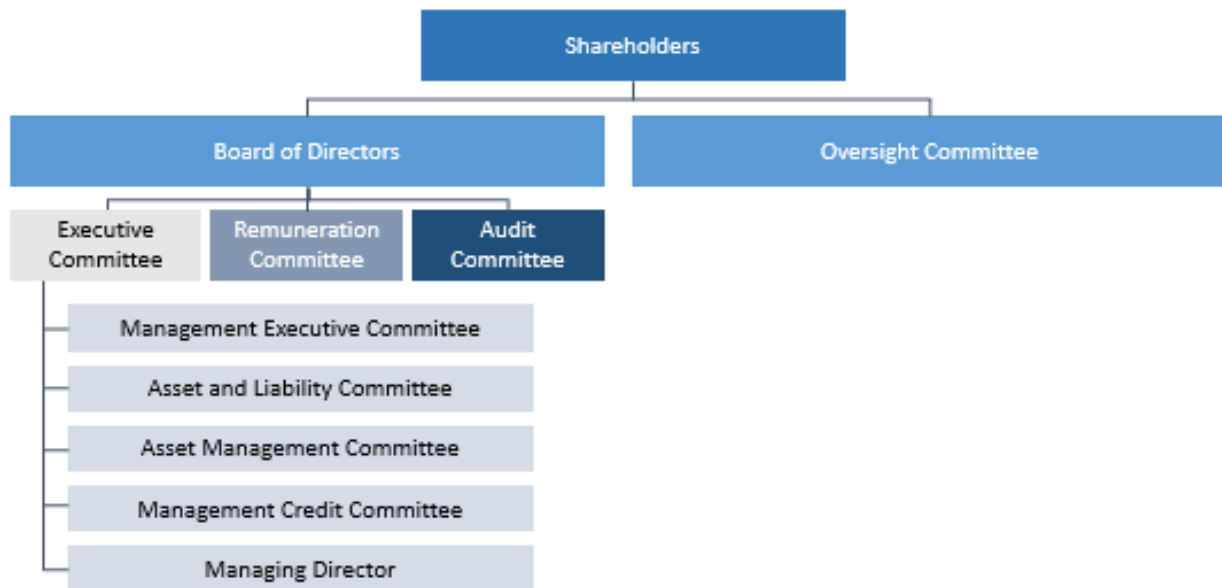 Shareholders
Board of Directors
Oversight Committee
Executive
Committee
Remuneration
Committee
Audit
Committee
Management Executive Committee
Asset and Liability Committee
Asset Management Committee
Management Credit Committee
Managing Director